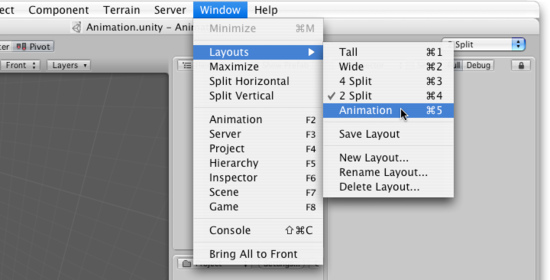 Component Terrain Server Window Help
Animation.unity - Ani
Pivot
Split
Front Layers
Debug
Minimize ⌘M
Layouts
Maximize
Split Horizontal
Split Vertical
Animation F2
Server F3
Project F4
Hierarchy F5
Inspector F6
Scene F7
Game F8
Console ⇧⌘C
Bring All to Front
Tall ⌘1
Wide ⌘2
4 Split ⌘3
✓ 2 Split ⌘4
Animation ⌘5
Save Layout
New Layout...
Rename Layout...
Delete Layout...